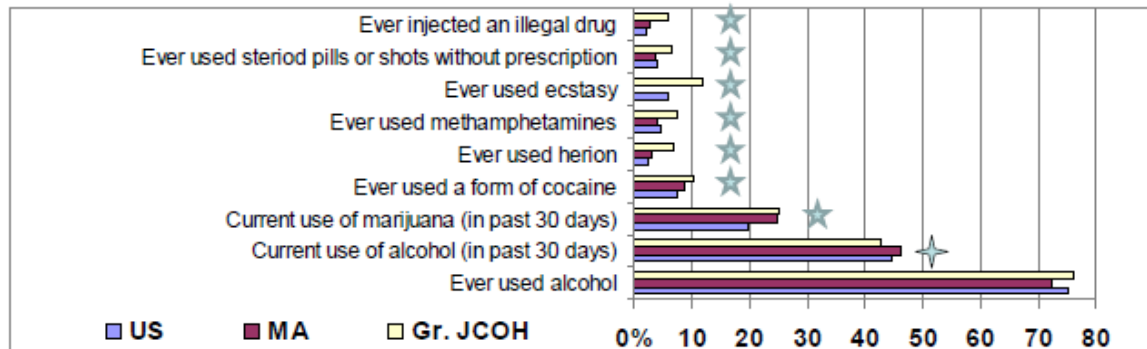 Ever injected an illegal drug
Ever used steriod pills or shots without prescription
Ever used ecstasy
Ever used methamphetamines
Ever used herion
Ever used a form of cocaine
Current use of marijuana (in past 30 days)
Current use of alcohol (in past 30 days)
Ever used alcohol
0% 10 20 30 40 50 60 70 80
US MA Gr. JCOH